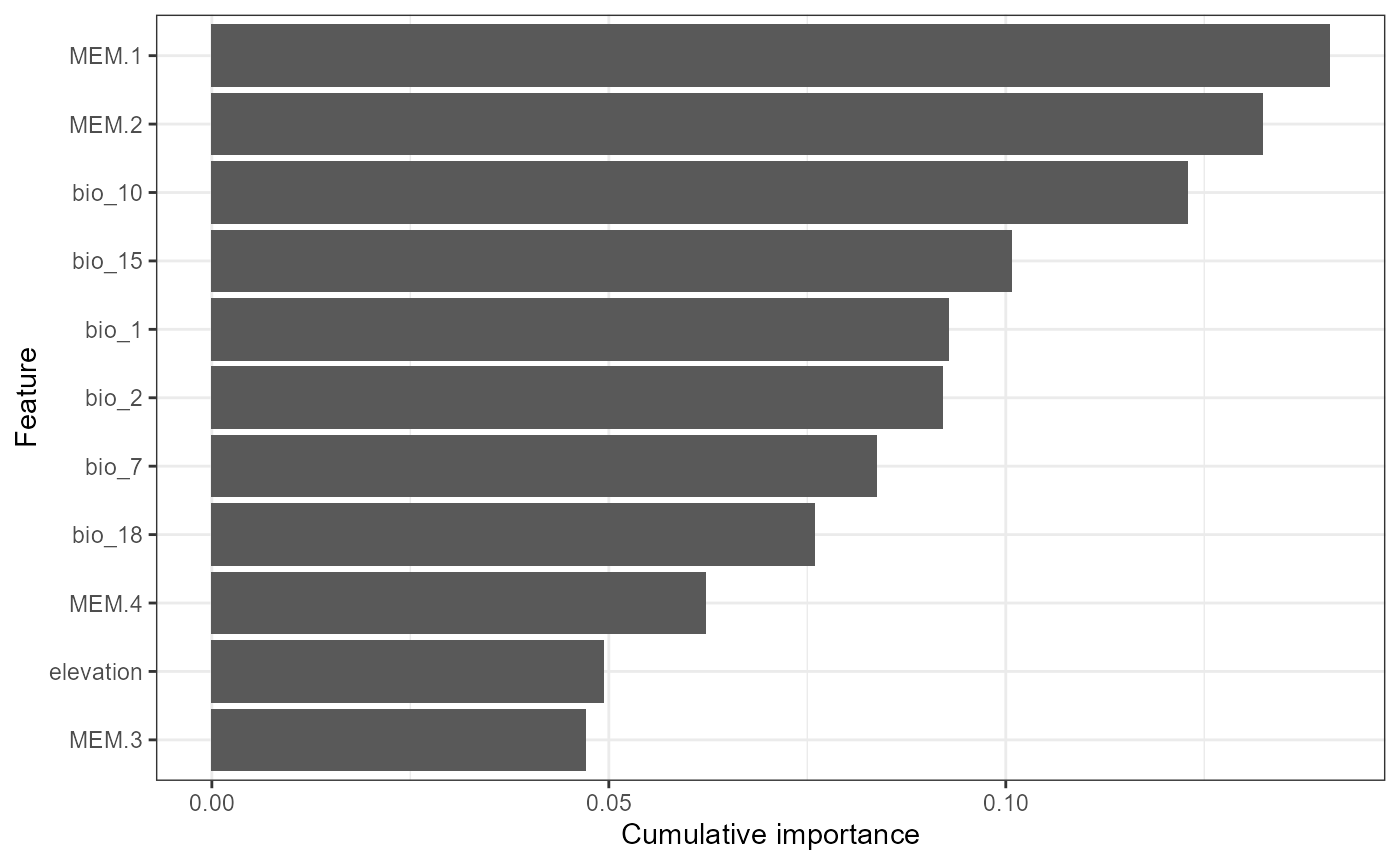 MEM.1
MEM.2
bio_10
bio_15
bio_1
bio_2
bio_7
bio_18
MEM.4
elevation
MEM.3
Feature
0.00 0.05 0.10
Cumulative importance